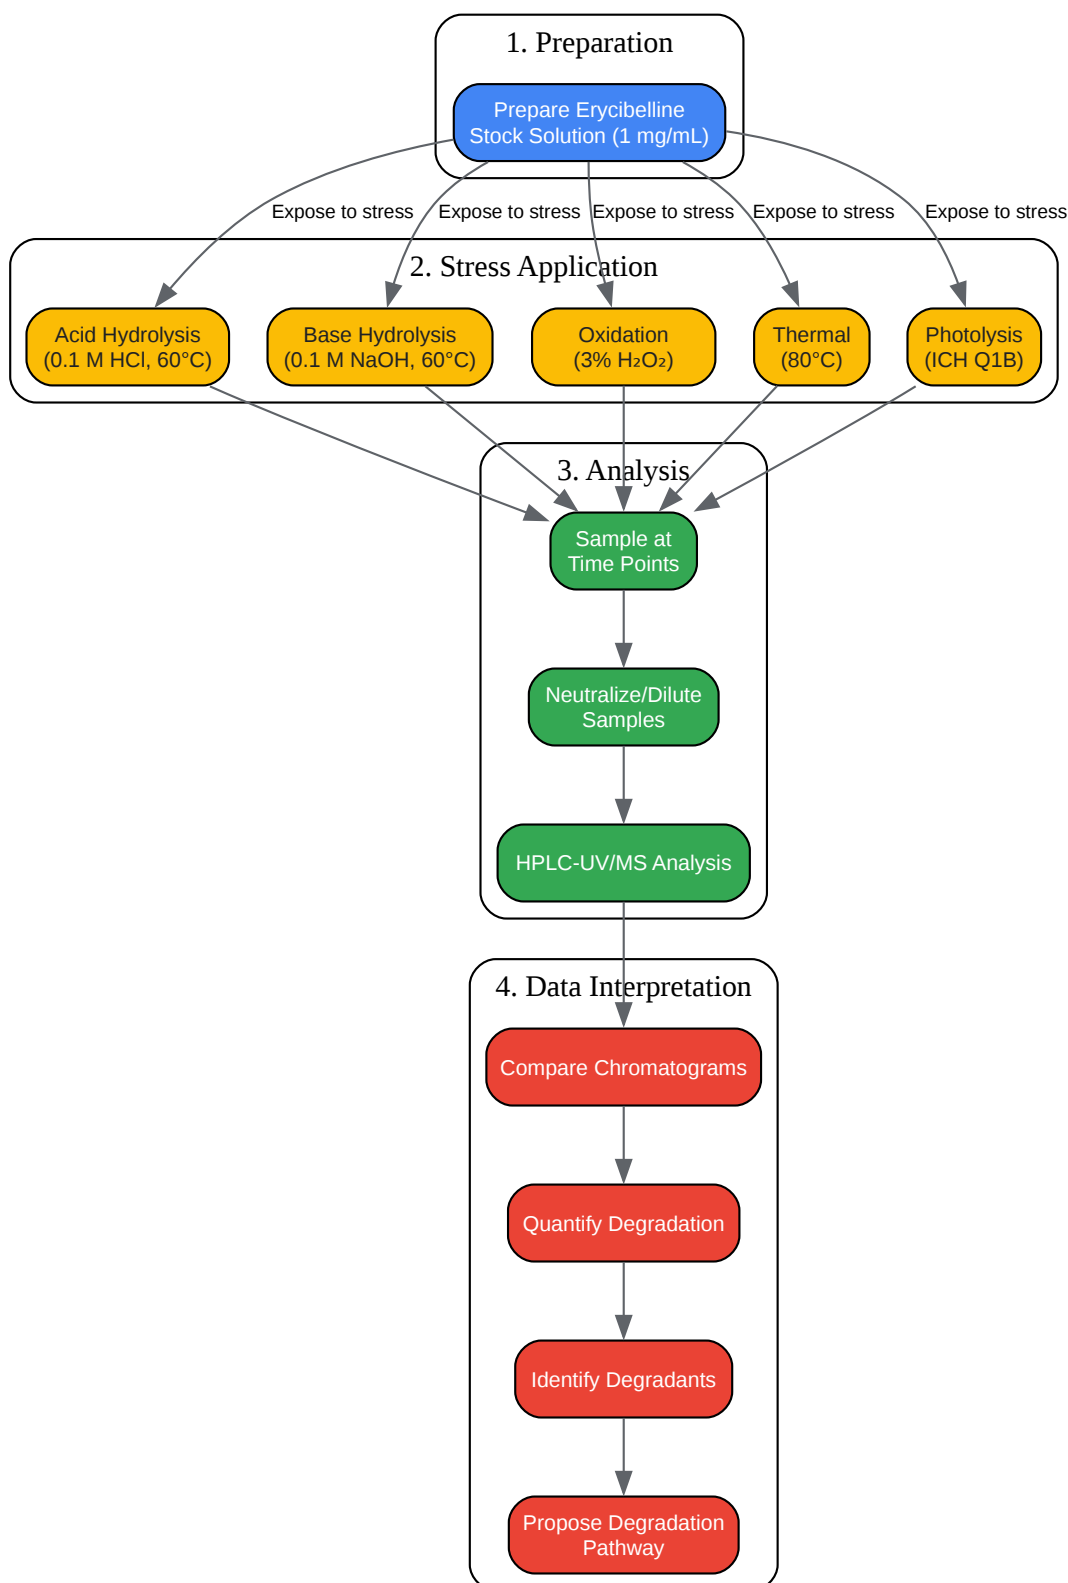 1. Preparation
Prepare Erycibelline
Stock Solution (1 mg/mL)
Expose to stress
Expose to stress
Expose to stress
Expose to stress
Expose to stress
2. Stress Application
Acid Hydrolysis
(0.1 M HCl, 60°C)
Base Hydrolysis
(0.1 M NaOH, 60°C)
Oxidation
(3% H₂O₂)
Thermal
(80°C)
Photolysis
(ICH Q1B)
3. Analysis
Sample at
Time Points
Neutralize/Dilute
Samples
HPLC-UV/MS Analysis
4. Data Interpretation
Compare Chromatograms
Quantify Degradation
Identify Degradants
Propose Degradation
Pathway